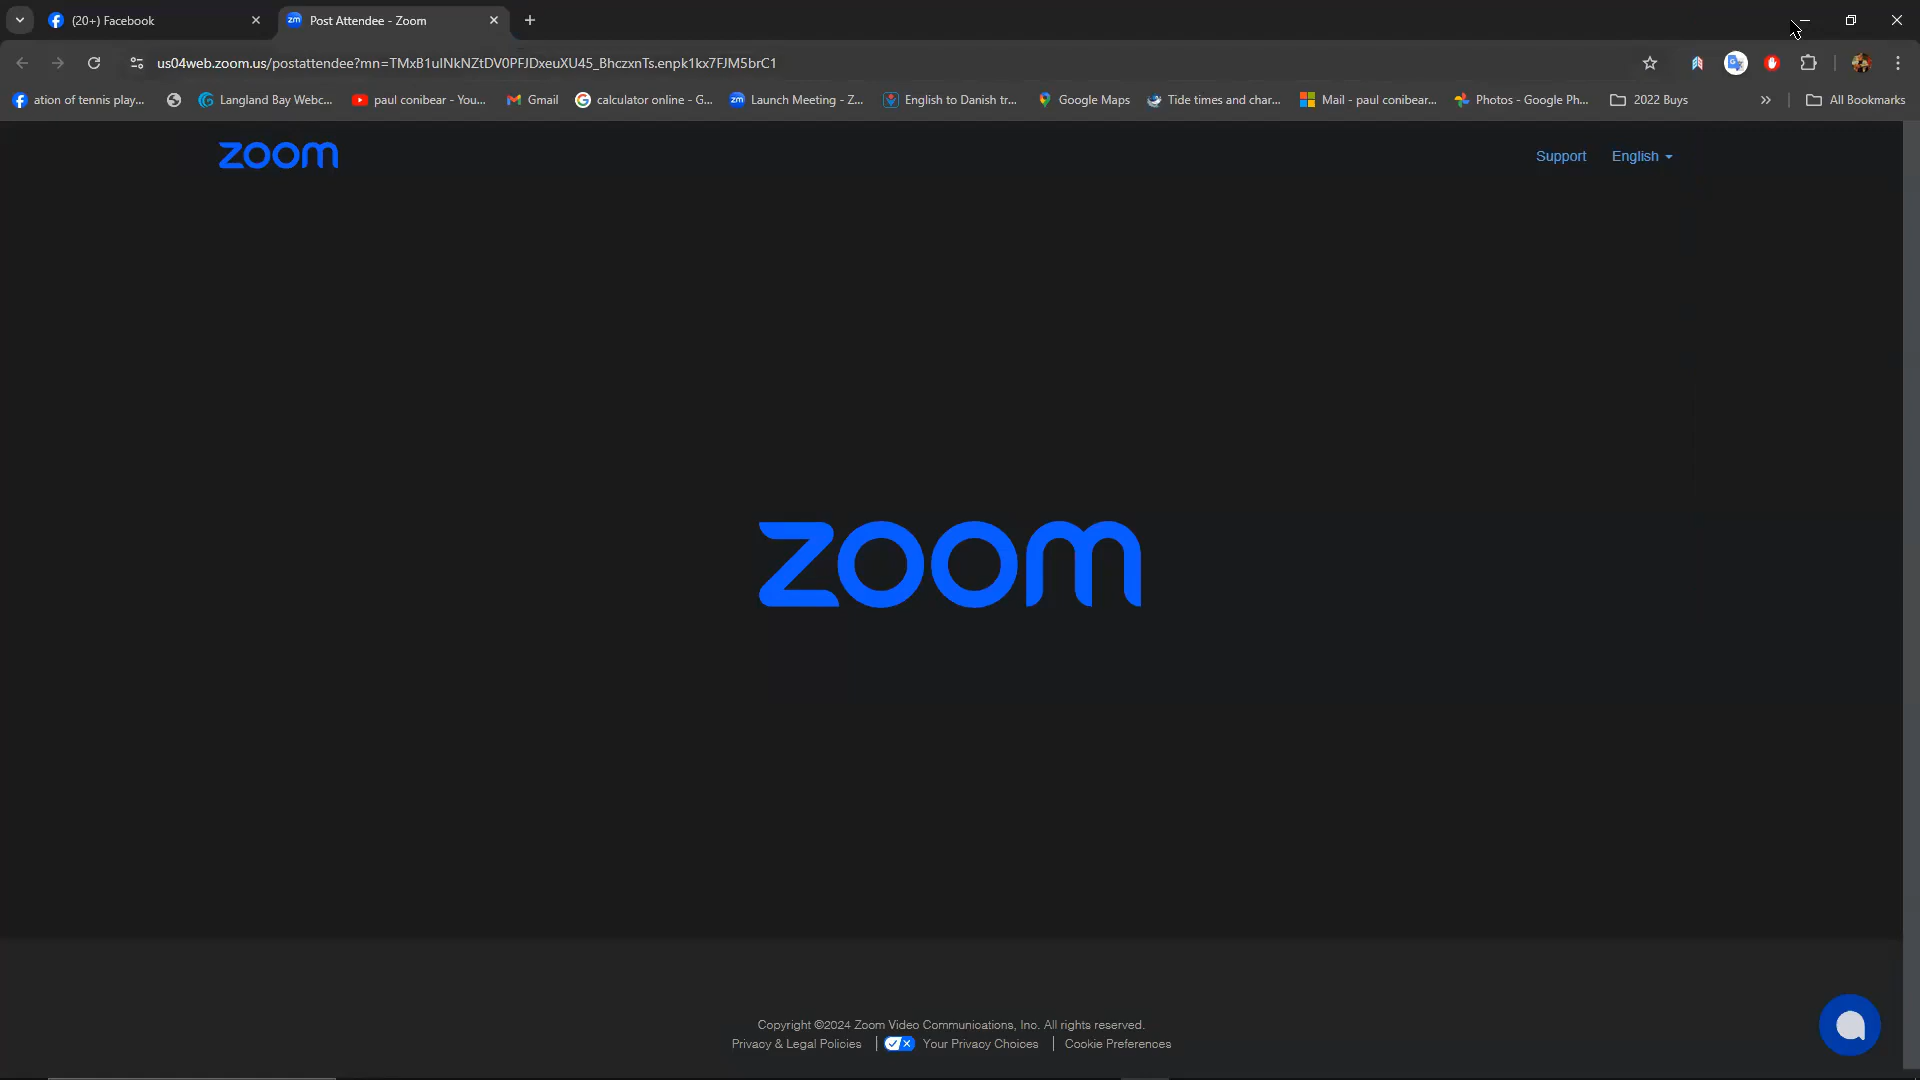 (20+) Facebook
zm Post Attendee - Zoom
us04web.zoom.us/postattendee?mn=TMxB1uINkNZtDV0PFJDxeuXU45_BhczxnTs.enpk1kx7FJM5brC1
ation of tennis play...
Langland Bay Webc...
paul conibear - You...
Gmail
calculator online - G...
zm Launch Meeting - Z...
English to Danish tr...
Google Maps
Tide times and char...
Mail - paul conibear...
Photos - Google Ph...
2022 Buys
All Bookmarks
zoom
Support
English
zoom
Copyright ©2024 Zoom Video Communications, Inc. All rights reserved.
Privacy & Legal Policies
Your Privacy Choices
Cookie Preferences